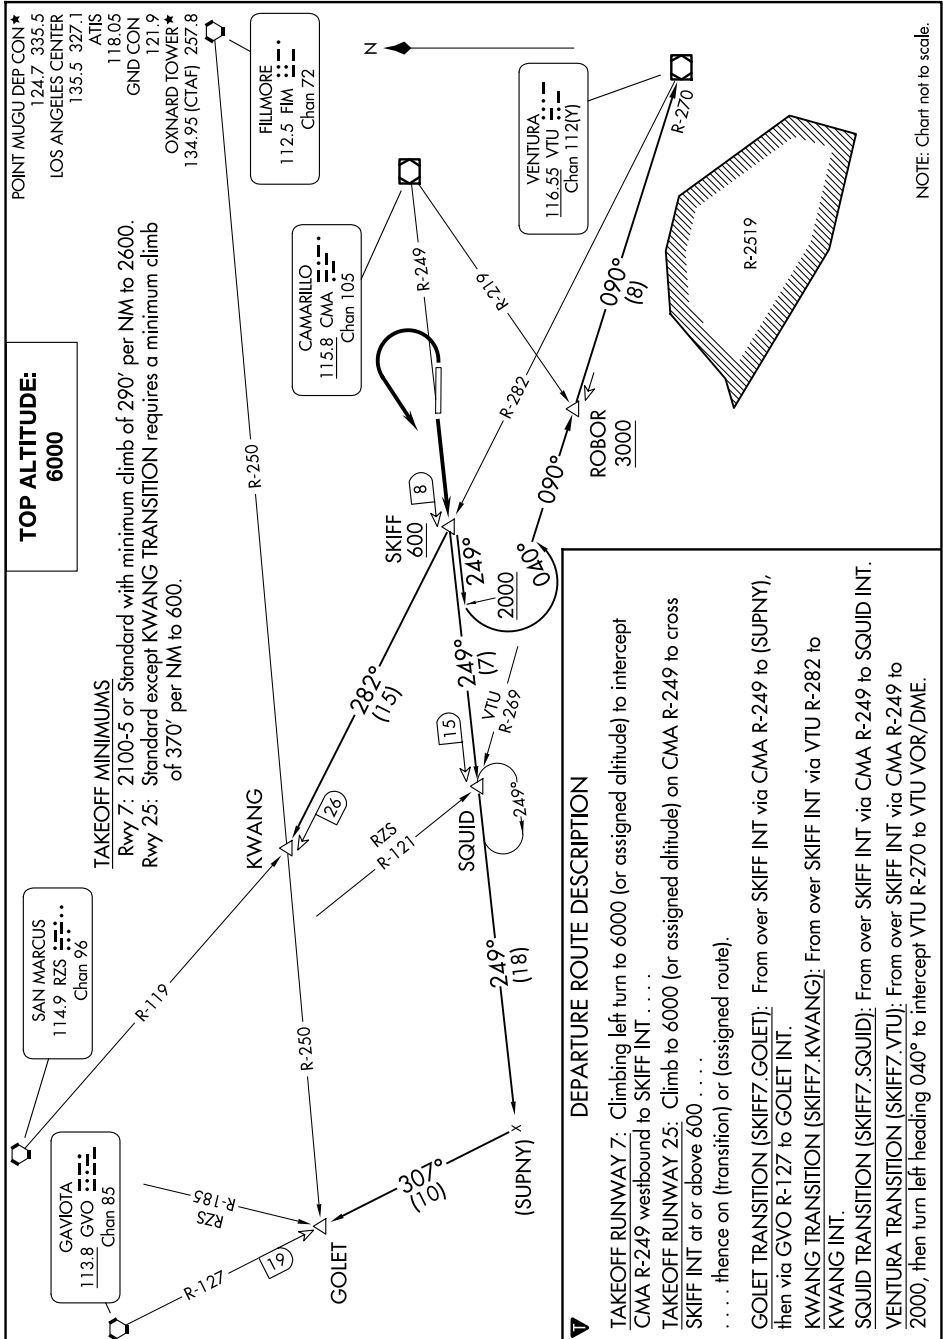 POINT MUGU DEP CON★
124.7 335.5
LOS ANGELES CENTER
135.5 327.1
ATIS
118.05
GND CON
121.9
OXNARD TOWER★
134.95 (CTAF) 257.8
TOP ALTITUDE:
6000
TAKEOFF MINIMUMS
Rwy 7: 2100-5 or Standard with minimum climb of 290' per NM to 2600.
Rwy 25: Standard except KWANG TRANSITION requires a minimum climb
of 370' per NM to 600.
FILLMORE
112.5 FIM
Chan 72
N
SAN MARCUS
114.9 RZS
Chan 96
CAMARILLO
115.8 CMA
Chan 105
VENTURA
116.55 VTU
Chan 112(Y)
GAVIOTA
113.8 GVO
Chan 85
R-250
R-119
R-250
KWANG
26
282°
(15)
R-249
R-219
R-282
R-270
8
SKIFF
600
249°
2000
040°
090°
ROBOR
3000
090°
(8)
R-2519
249°
(7)
15
VTU
R-269
RZS
R-121
SQUID
249°
249°
(18)
(SUPNY)
X
307°
(10)
RZS
R-185
R-127
19
GOLET
NOTE: Chart not to scale.
T
DEPARTURE ROUTE DESCRIPTION
TAKEOFF RUNWAY 7: Climbing left turn to 6000 (or assigned altitude) to intercept
CMA R-249 westbound to SKIFF INT . . . .
TAKEOFF RUNWAY 25: Climb to 6000 (or assigned altitude) on CMA R-249 to cross
SKIFF INT at or above 600 . . . .
. . . . thence on (transition) or (assigned route).
GOLET TRANSITION (SKIFF7.GOLET): From over SKIFF INT via CMA R-249 to (SUPNY),
then via GVO R-127 to GOLET INT.
KWANG TRANSITION (SKIFF7.KWANG): From over SKIFF INT via VTU R-282 to
KWANG INT.
SQUID TRANSITION (SKIFF7.SQUID): From over SKIFF INT via CMA R-249 to SQUID INT.
VENTURA TRANSITION (SKIFF7.VTU): From over SKIFF INT via CMA R-249 to
2000, then turn left heading 040° to intercept VTU R-270 to VTU VOR/DME.